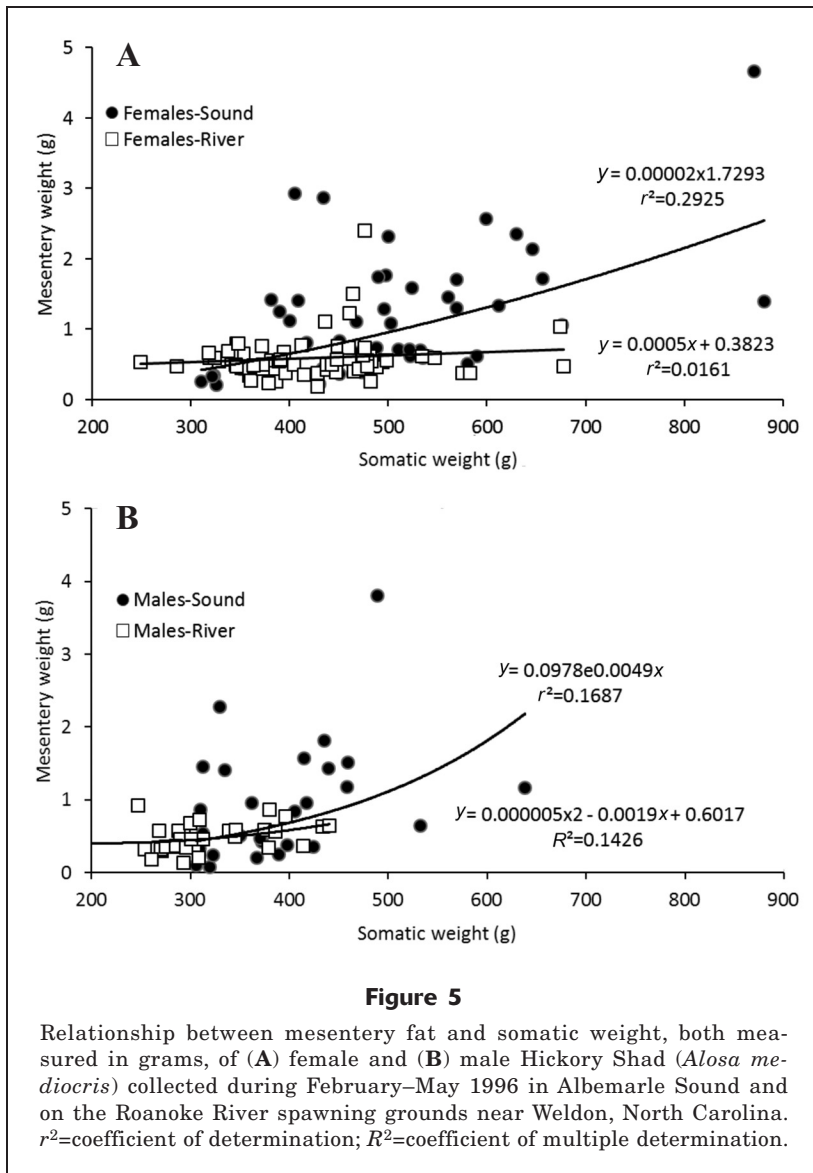 A
5
4
3
2
1
0
Mesentery weight (g)
Females-Sound
Females-River
y = 0.00002x1.7293
r²=0.2925
y = 0.0005x + 0.3823
r²=0.0161
200 300 400 500 600 700 800 900
Somatic weight (g)
B
5
4
3
2
1
0
Mesentery weight (g)
Males-Sound
Males-River
y= 0.0978e0.0049x
r²=0.1687
y= 0.000005x2 - 0.0019x + 0.6017
R²=0.1426
200 300 400 500 600 700 800 900
Somatic weight (g)
Figure 5
Relationship between mesentery fat and somatic weight, both mea-
sured in grams, of (A) female and (B) male Hickory Shad (Alosa me-
diocris) collected during February–May 1996 in Albemarle Sound and
on the Roanoke River spawning grounds near Weldon, North Carolina.
r²=coefficient of determination; R²=coefficient of multiple determination.